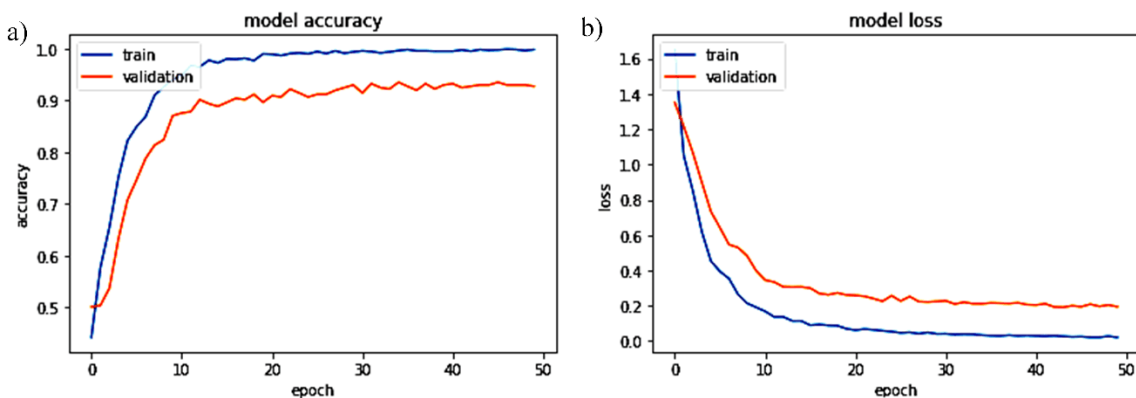 a)
model accuracy
train
validation
1.0
0.9
0.8
0.7
0.6
0.5
accuracy
0 10 20 30 40 50
epoch
b)
model loss
train
validation
1.6
1.4
1.2
1.0
0.8
0.6
0.4
0.2
0.0
loss
0 10 20 30 40 50
epoch